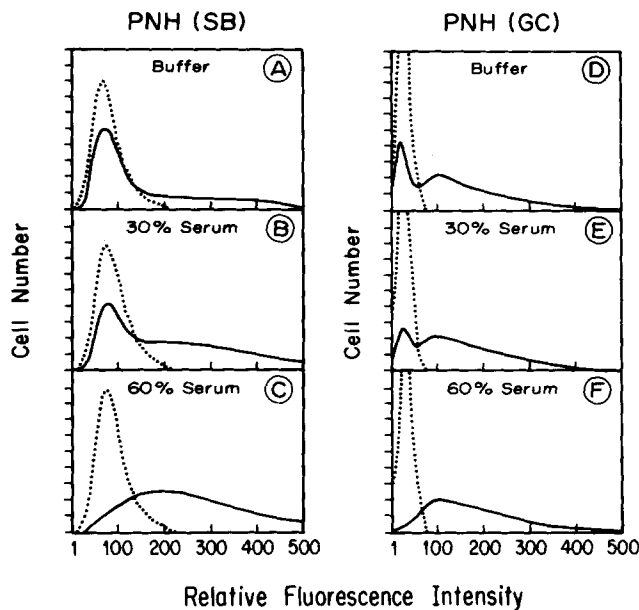 PNH (SB)
PNH (GC)
Buffer A
Buffer D
30% Serum B
30% Serum E
60% Serum C
60% Serum F
Cell Number
Cell Number
1 100 200 300 400 500
1 100 200 300 400 500
Relative Fluorescence Intensity